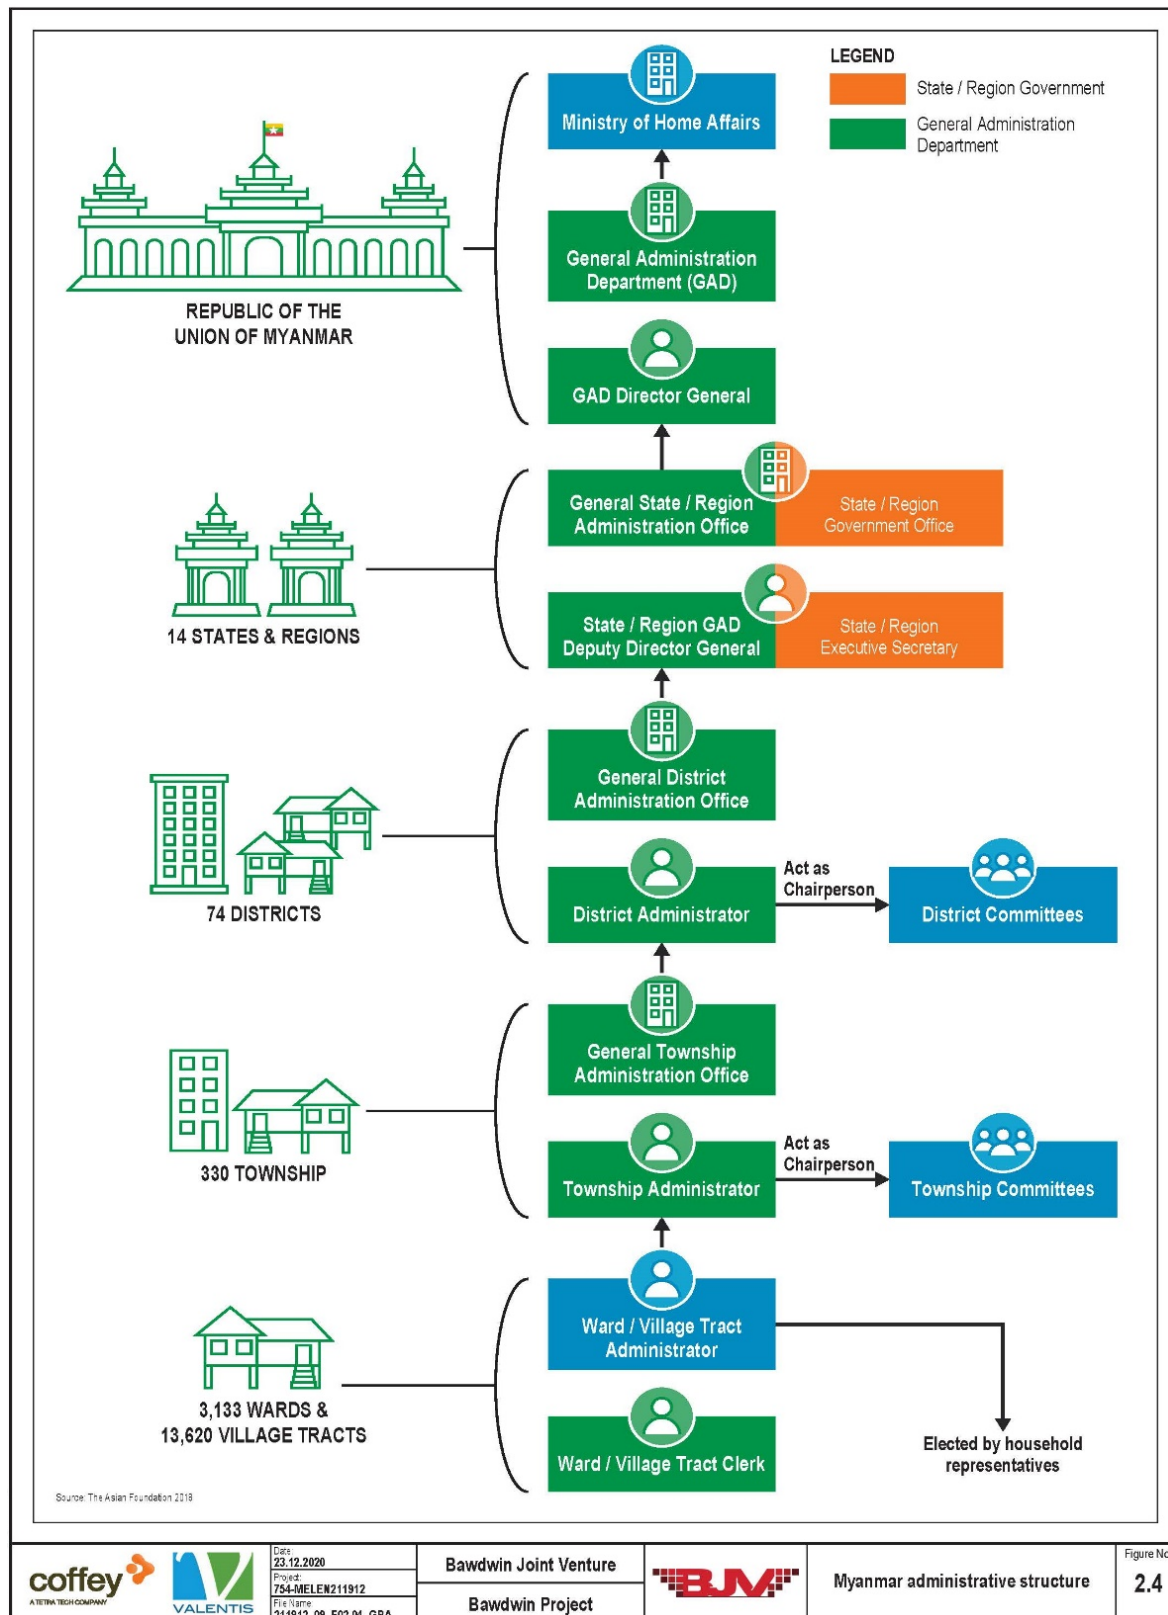 LEGEND
State / Region Government
General Administration
Department
Ministry of Home Affairs
General Administration
Department (GAD)
REPUBLIC OF THE
UNION OF MYANMAR
GAD Director General
General State / Region
Administration Office
State / Region
Government Office
14 STATES & REGIONS
State / Region GAD
Deputy Director General
State / Region
Executive Secretary
General District
Administration Office
74 DISTRICTS
District Administrator
Act as
Chairperson
District Committees
General Township
Administration Office
330 TOWNSHIP
Township Administrator
Act as
Chairperson
Township Committees
Ward / Village Tract
Administrator
3,133 WARDS &
13,620 VILLAGE TRACTS
Ward / Village Tract Clerk
Elected by household
representatives
Source: The Asian Foundation 2018
coffey
A TETRA TECH COMPANY
VALENTIS
Date:
23.12.2020
Project:
754-MELEN211912
File Name:
211912_09_F02.04_GRA
Bawdwin Joint Venture
Bawdwin Project
BJV
Myanmar administrative structure
Figure No
2.4